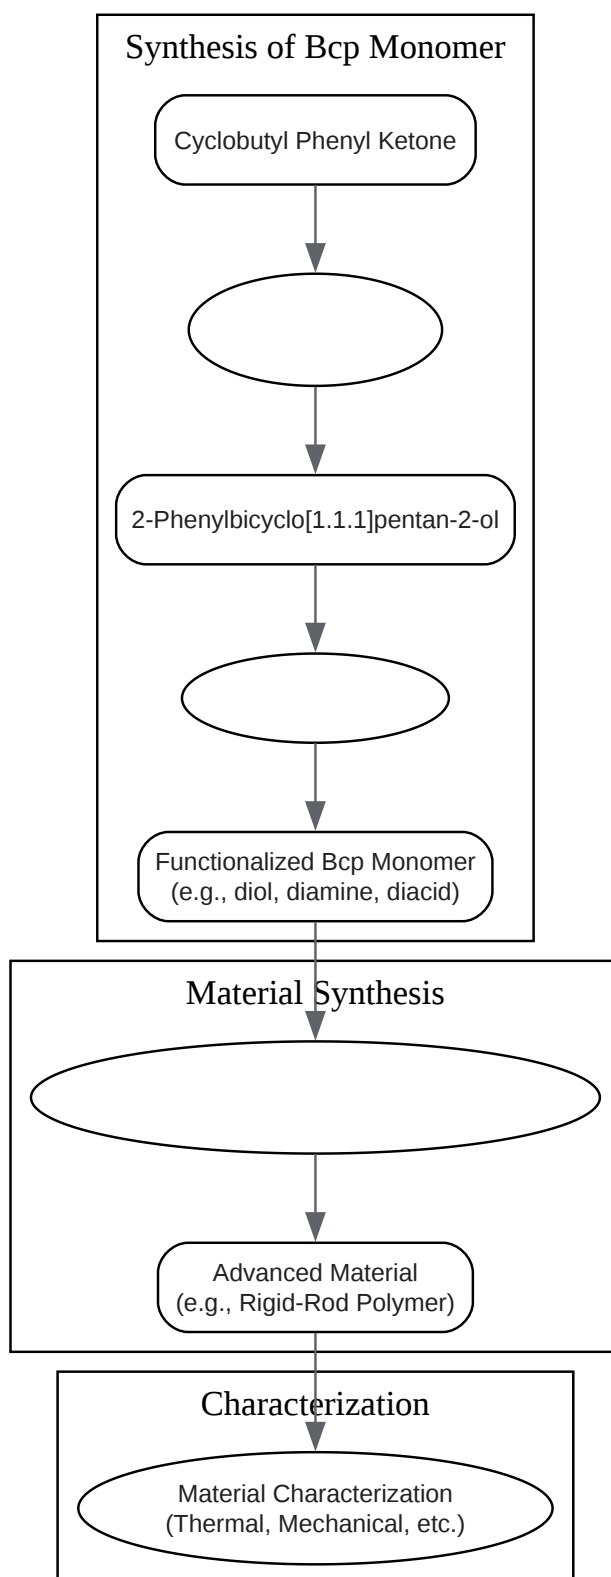 Synthesis of Bcp Monomer
Cyclobutyl Phenyl Ketone
2-Phenylbicyclo[1.1.1]pentan-2-ol
Functionalized Bcp Monomer
(e.g., diol, diamine, diacid)
Material Synthesis
Advanced Material
(e.g., Rigid-Rod Polymer)
Characterization
Material Characterization
(Thermal, Mechanical, etc.)